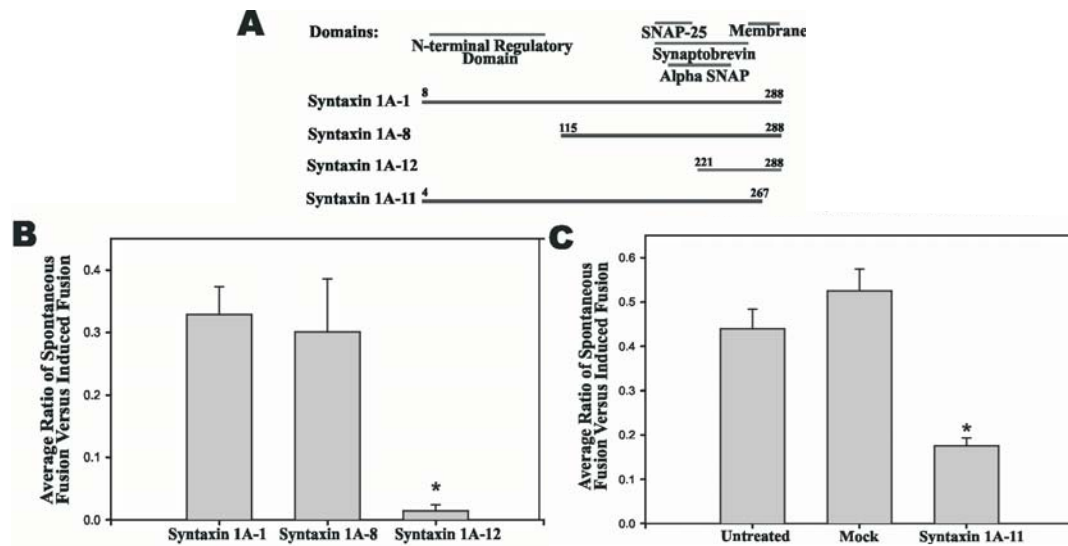 A
Domains:
N-terminal Regulatory
Domain
SNAP-25
Membrane
Synaptobrevin
Alpha SNAP
Syntaxin 1A-1
8
288
Syntaxin 1A-8
115
288
Syntaxin 1A-12
221
288
Syntaxin 1A-11
4
267
B
Average Ratio of Spontaneous
Fusion Versus Induced Fusion
0.4
0.3
0.2
0.1
0.0
*
Syntaxin 1A-1
Syntaxin 1A-8
Syntaxin 1A-12
C
Average Ratio of Spontaneous
Fusion Versus Induced Fusion
0.6
0.5
0.4
0.3
0.2
0.1
0.0
*
Untreated
Mock
Syntaxin 1A-11